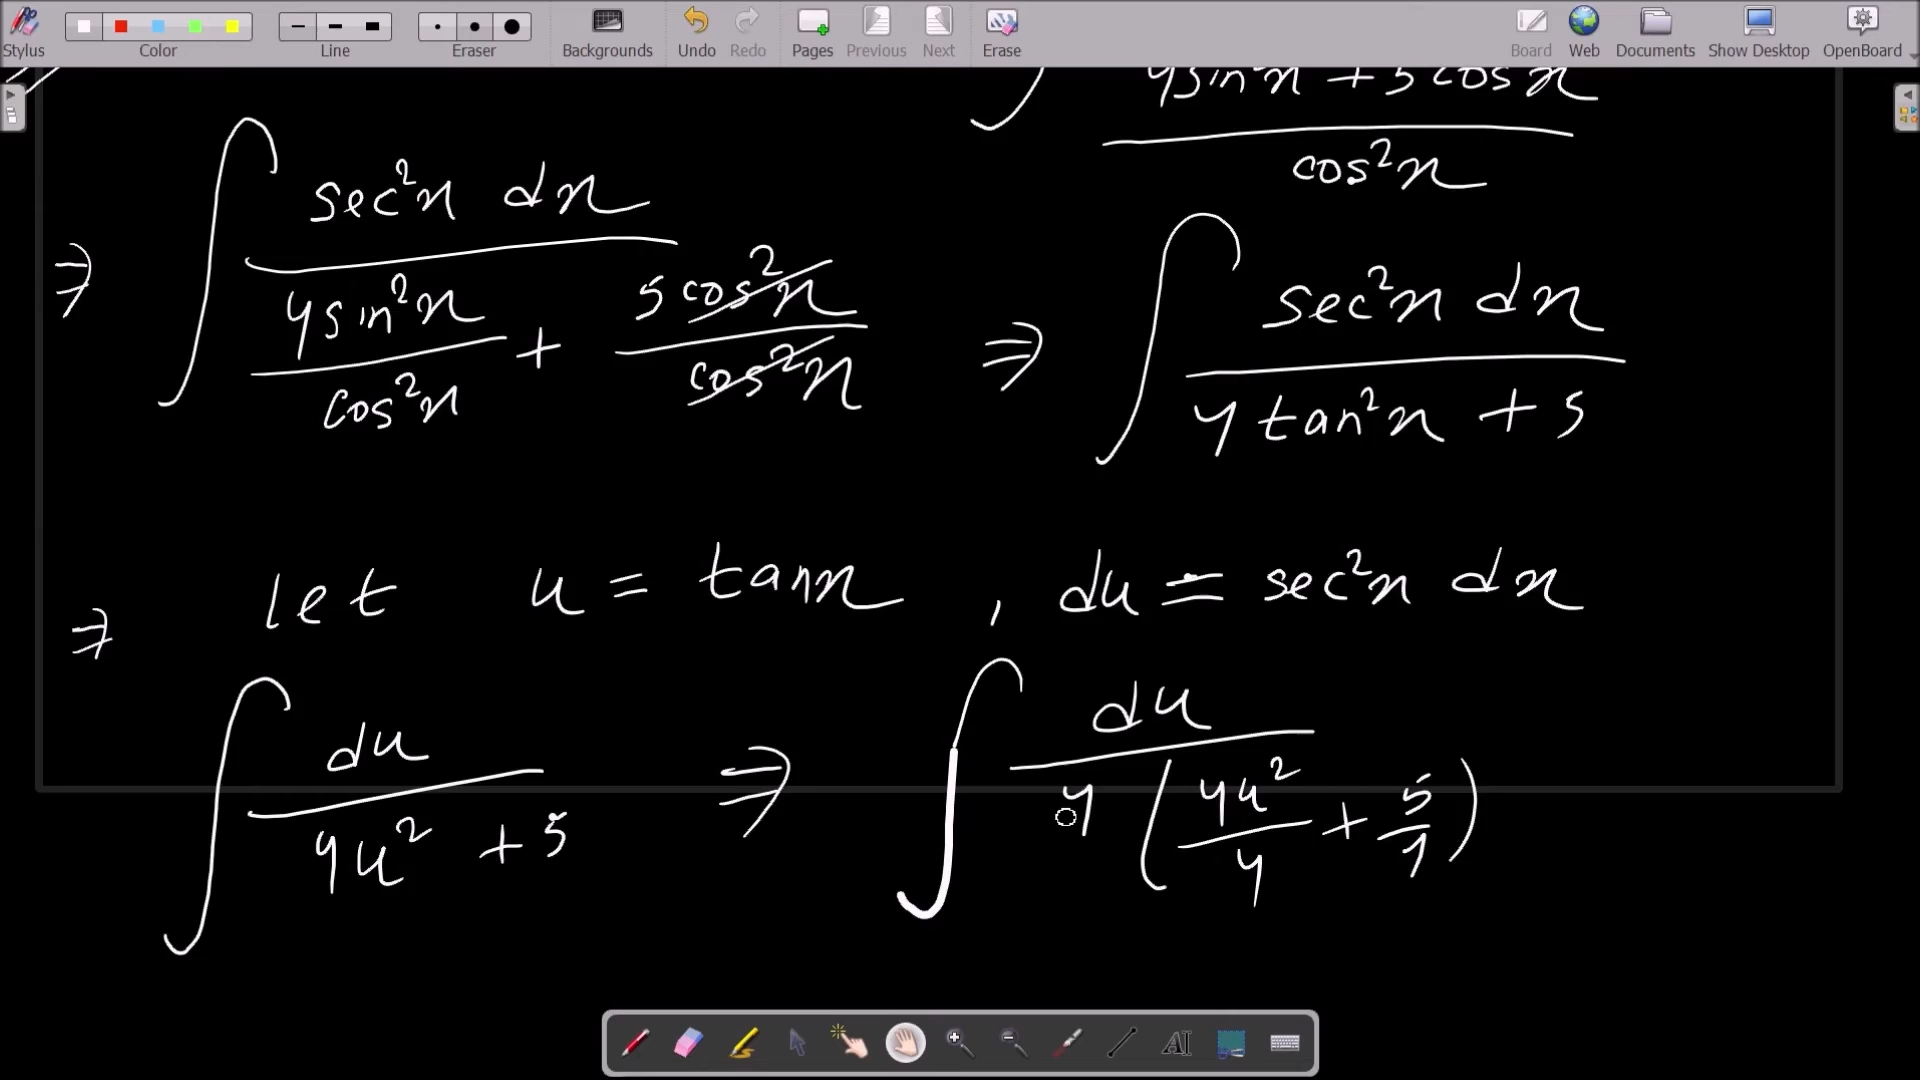 Color Line Eraser Backgrounds Undo Redo Pages Previous Next Erase Board Web Documents Show Desktop OpenBoard
Stylus
4sin²x + 5cos²x
cos²x
⇒ ∫ sec²x dx
4sin²x + 5cos²x
cos²x cos²x
⇒ ∫ sec²x dx
4tan²x + 5
⇒ let u = tanx , du = sec²x dx
∫ du
4u² + 5
⇒ ∫ du
4 ( 4u² + 5 )
4 4
AI